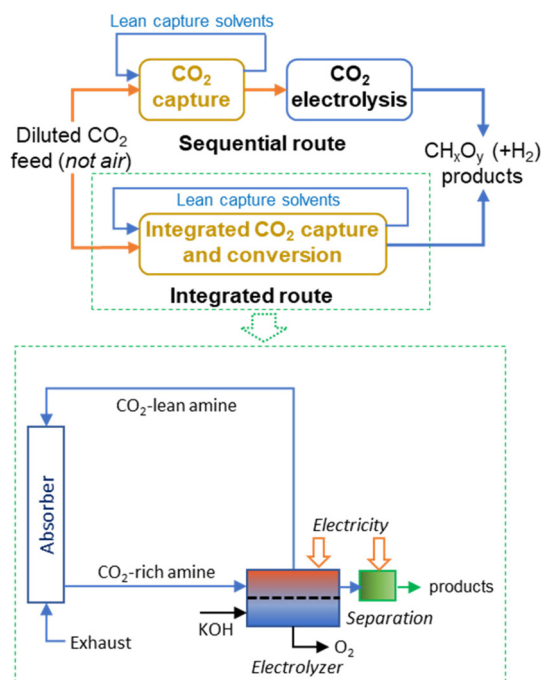 Lean capture solvents
CO₂
capture
CO₂
electrolysis
Sequential route
Diluted CO₂
feed (not air)
CHₓOᵧ (+H₂)
products
Lean capture solvents
Integrated CO₂ capture
and conversion
Integrated route
CO₂-lean amine
Absorber
Electricity
CO₂-rich amine
products
KOH
Separation
Exhaust
O₂
Electrolyzer